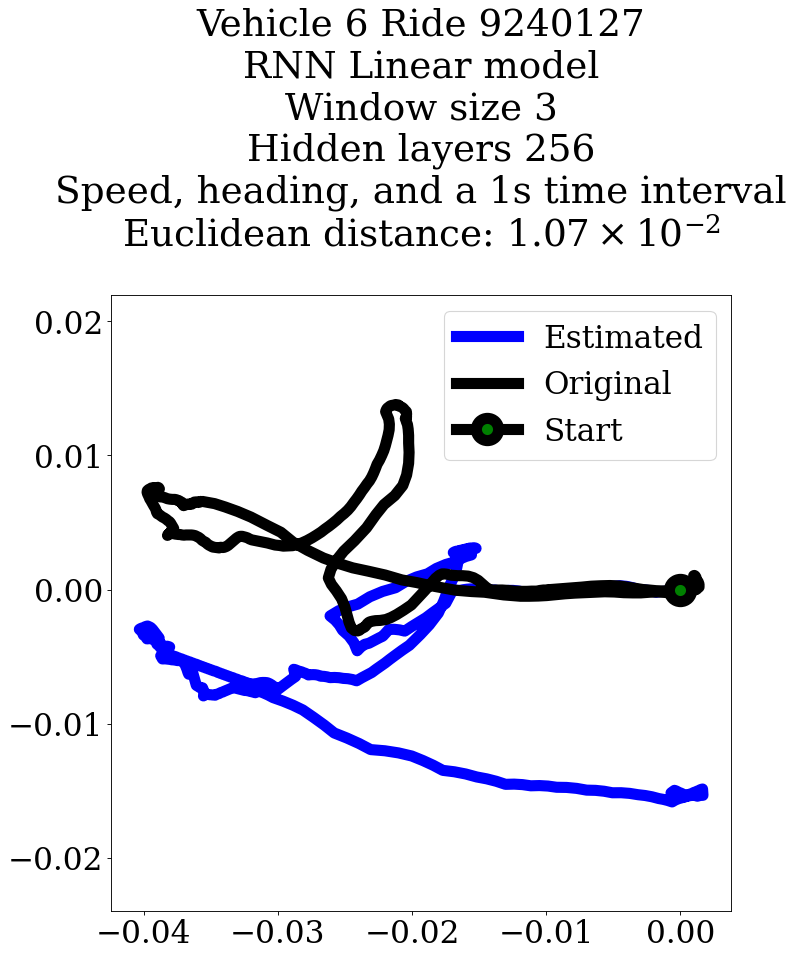 Vehicle 6 Ride 9240127
RNN Linear model
Window size 3
Hidden layers 256
Speed, heading, and a 1s time interval
Euclidean distance: 1.07 × 10⁻²
Estimated
Original
Start
0.02
0.01
0.00
−0.01
−0.02
−0.04 −0.03 −0.02 −0.01 0.00